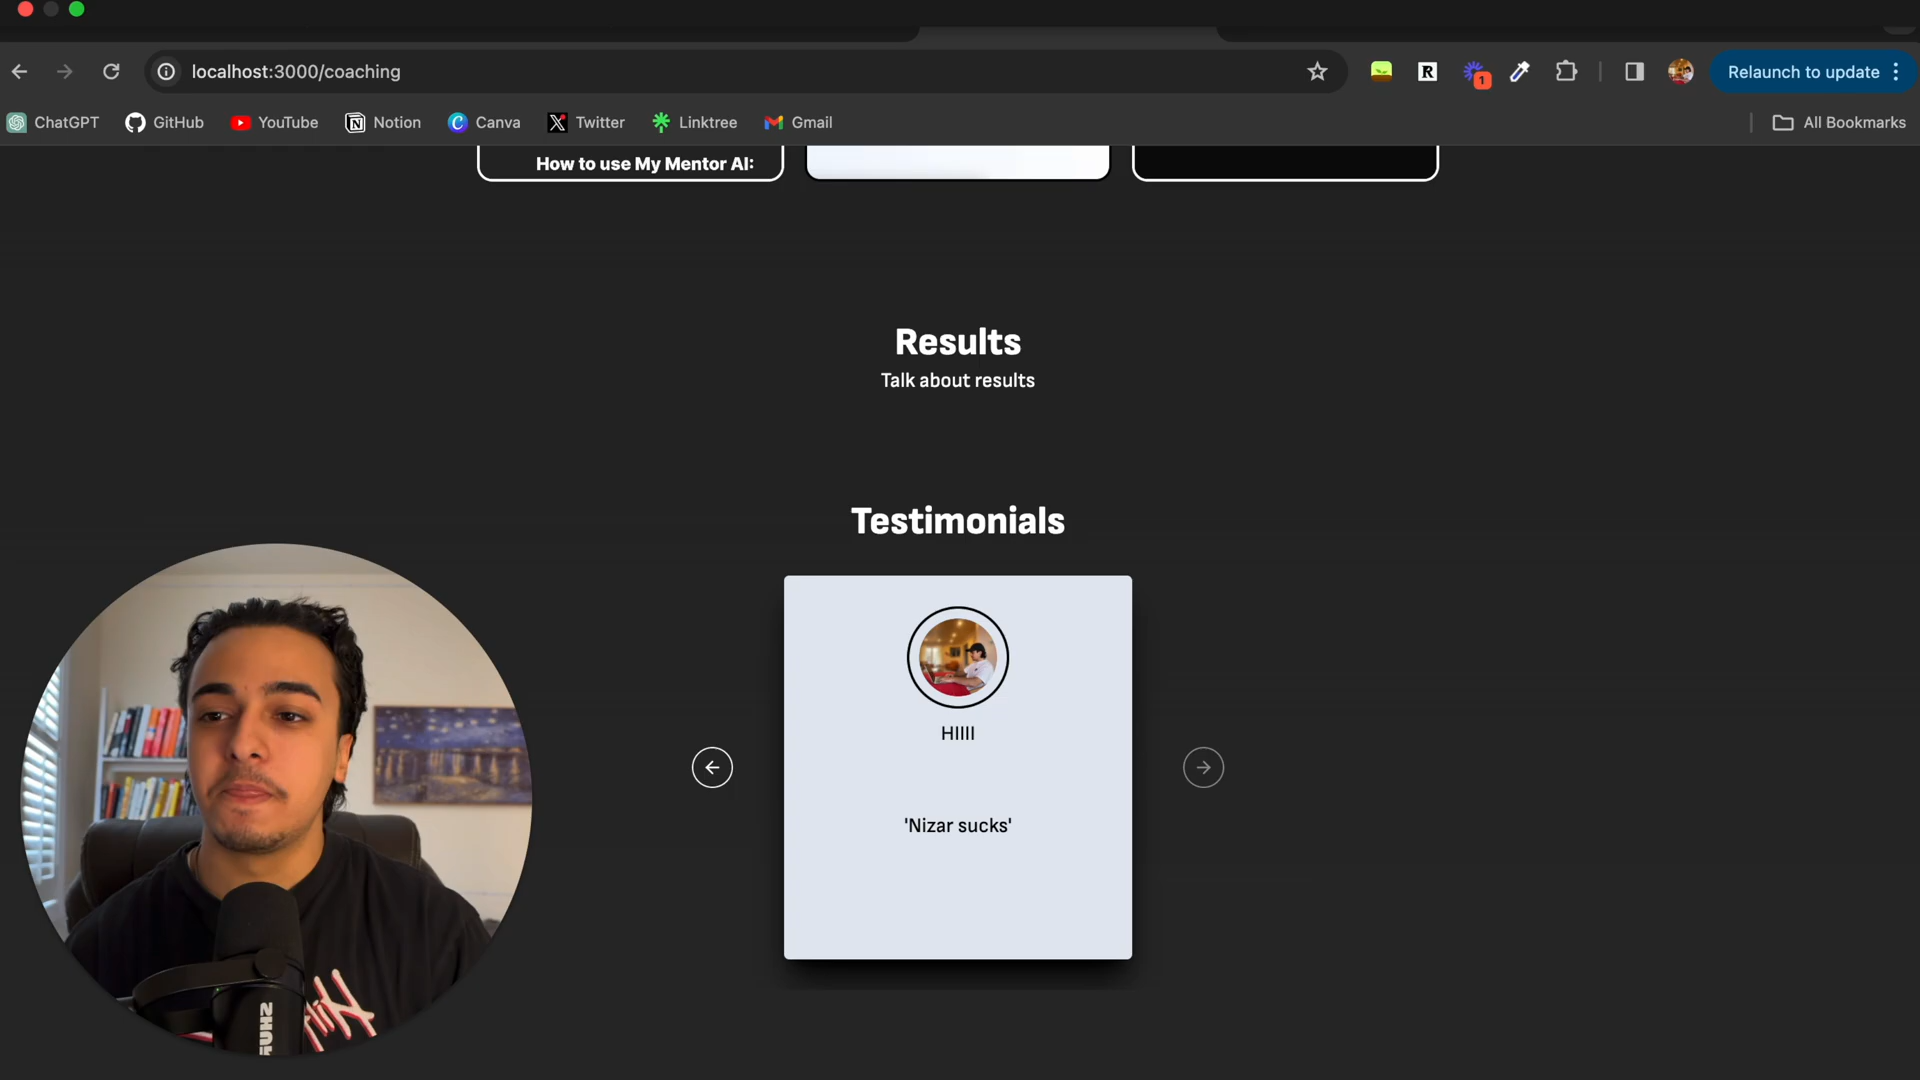 localhost:3000/coaching
1
Relaunch to update
ChatGPT
GitHub
YouTube
Notion
Canva
Twitter
Linktree
Gmail
All Bookmarks
How to use My Mentor AI:
Results
Talk about results
Testimonials
HIIII
'Nizar sucks'